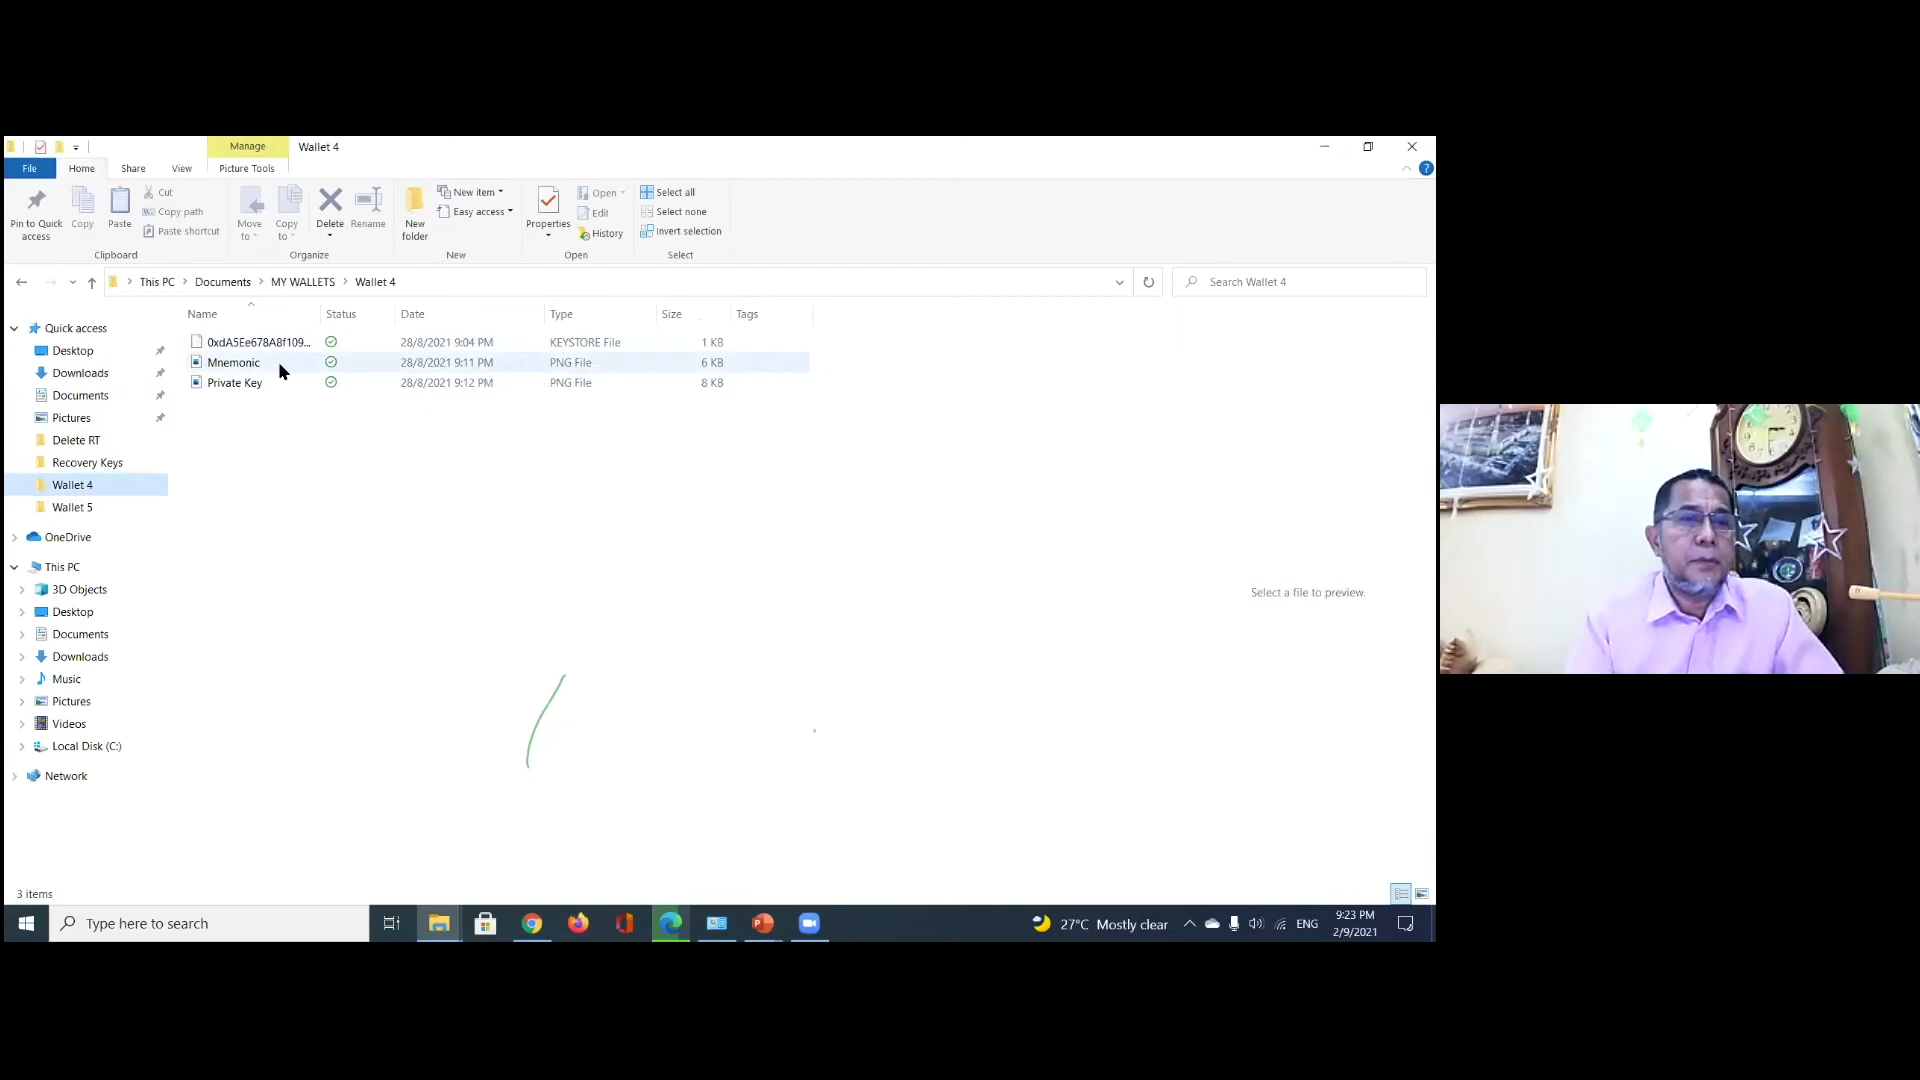 Manage
Wallet 4
File
Home
Share
View
Picture Tools
Pin to Quick access
Copy
Paste
Cut
Copy path
Paste shortcut
Clipboard
Move to
Copy to
Delete
Rename
Organize
New folder
New item
Easy access
New
Properties
Open
Edit
History
Open
Select all
Select none
Invert selection
Select
This PC > Documents > MY WALLETS > Wallet 4
Search Wallet 4
Name Status Date Type Size Tags
0xdA5Ee678A8f109... 28/8/2021 9:04 PM KEYSTORE File 1 KB
Mnemonic 28/8/2021 9:11 PM PNG File 6 KB
Private Key 28/8/2021 9:12 PM PNG File 8 KB
Quick access
Desktop
Downloads
Documents
Pictures
Delete RT
Recovery Keys
Wallet 4
Wallet 5
OneDrive
This PC
3D Objects
Desktop
Documents
Downloads
Music
Pictures
Videos
Local Disk (C:)
Network
Select a file to preview.
3 items
Type here to search
27°C Mostly clear
ENG
9:23 PM
2/9/2021